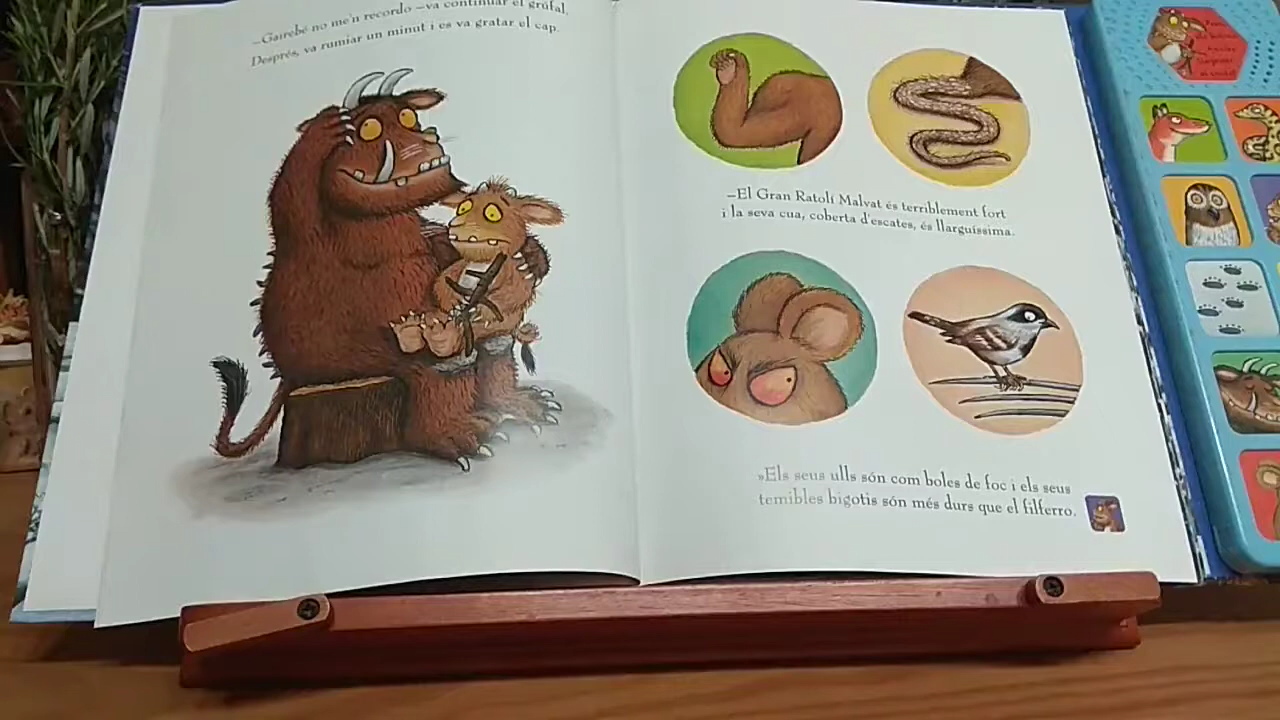 –Gairebé no me'n recordo –va continuar el grúfal.
Després, va rumiar un minut i es va gratar el cap.
–El Gran Ratolí Malvat és terriblement fort
i la seva cua, coberta d'escates, és llarguíssima.
»Els seus ulls són com boles de foc i els seus
temibles bigotis són més durs que el filferro.